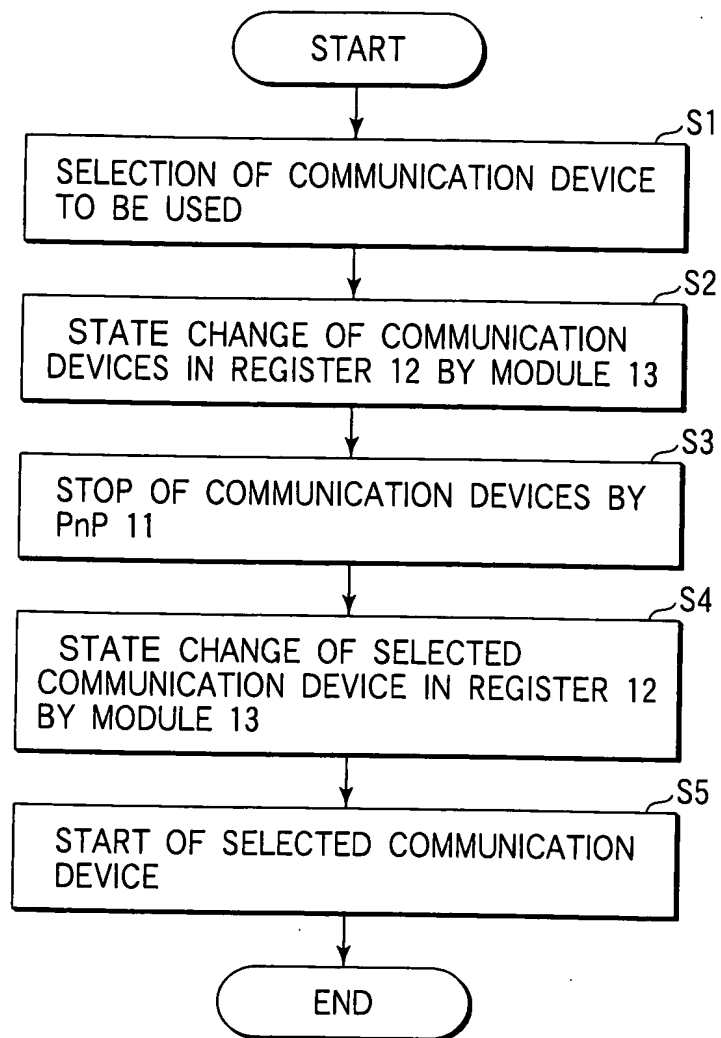 START
S1
SELECTION OF COMMUNICATION DEVICE
TO BE USED
S2
STATE CHANGE OF COMMUNICATION
DEVICES IN REGISTER 12 BY MODULE 13
S3
STOP OF COMMUNICATION DEVICES BY
PnP 11
S4
STATE CHANGE OF SELECTED
COMMUNICATION DEVICE IN REGISTER 12
BY MODULE 13
S5
START OF SELECTED COMMUNICATION
DEVICE
END